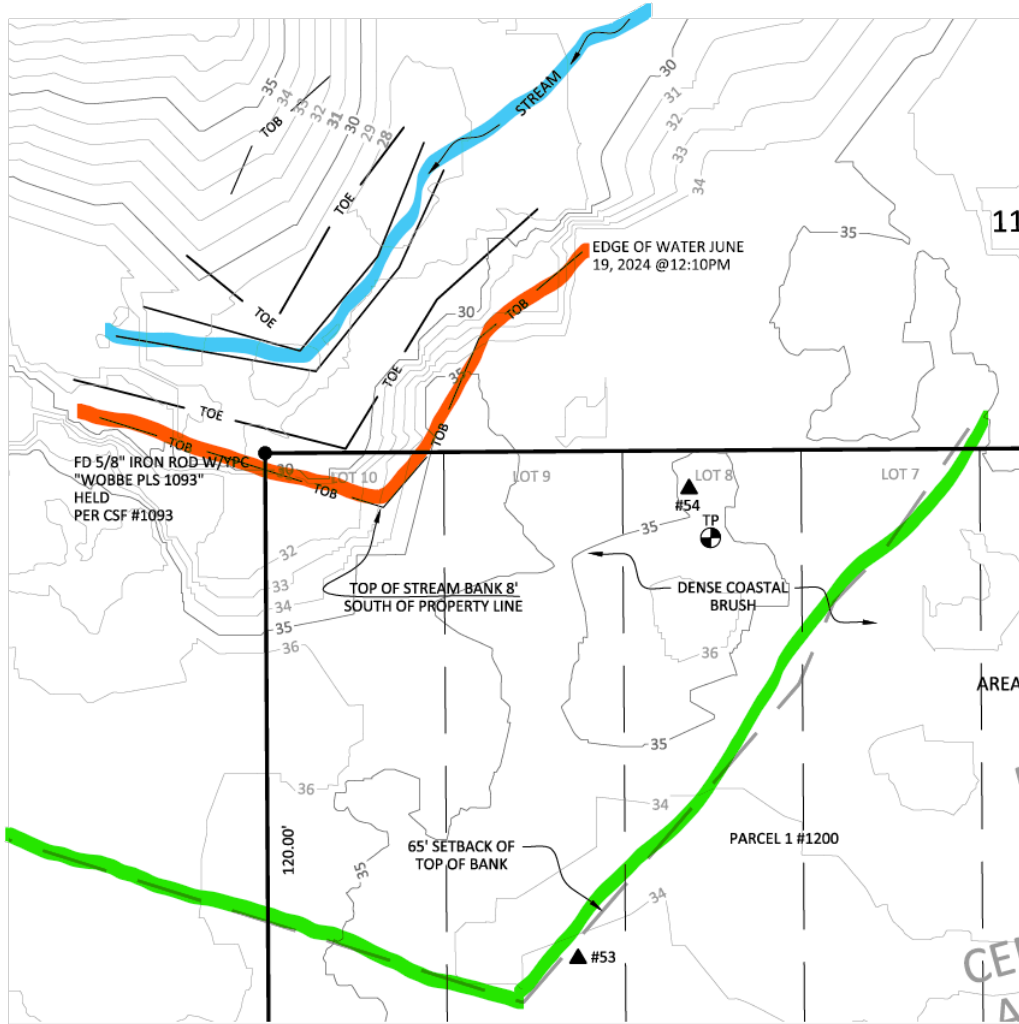 STREAM
30
31
32
33
34
35
34
33
32
31
30
29
28
TOB
TOE
TOE
35
11
EDGE OF WATER JUNE
19, 2024 @12:10PM
TOB
30
35
TOE
TOE
TOB
TOB
FD 5/8" IRON ROD W/YPC
"WOBBE PLS 1093"
HELD
PER CSF #1093
30
TOB
LOT 10
LOT 9
LOT 8
LOT 7
#54
TP
35
32
33
34
35
36
TOP OF STREAM BANK 8'
SOUTH OF PROPERTY LINE
DENSE COASTAL
BRUSH
36
AREA
35
36
34
120.00'
35
65' SETBACK OF
TOP OF BANK
PARCEL 1 #1200
34
#53